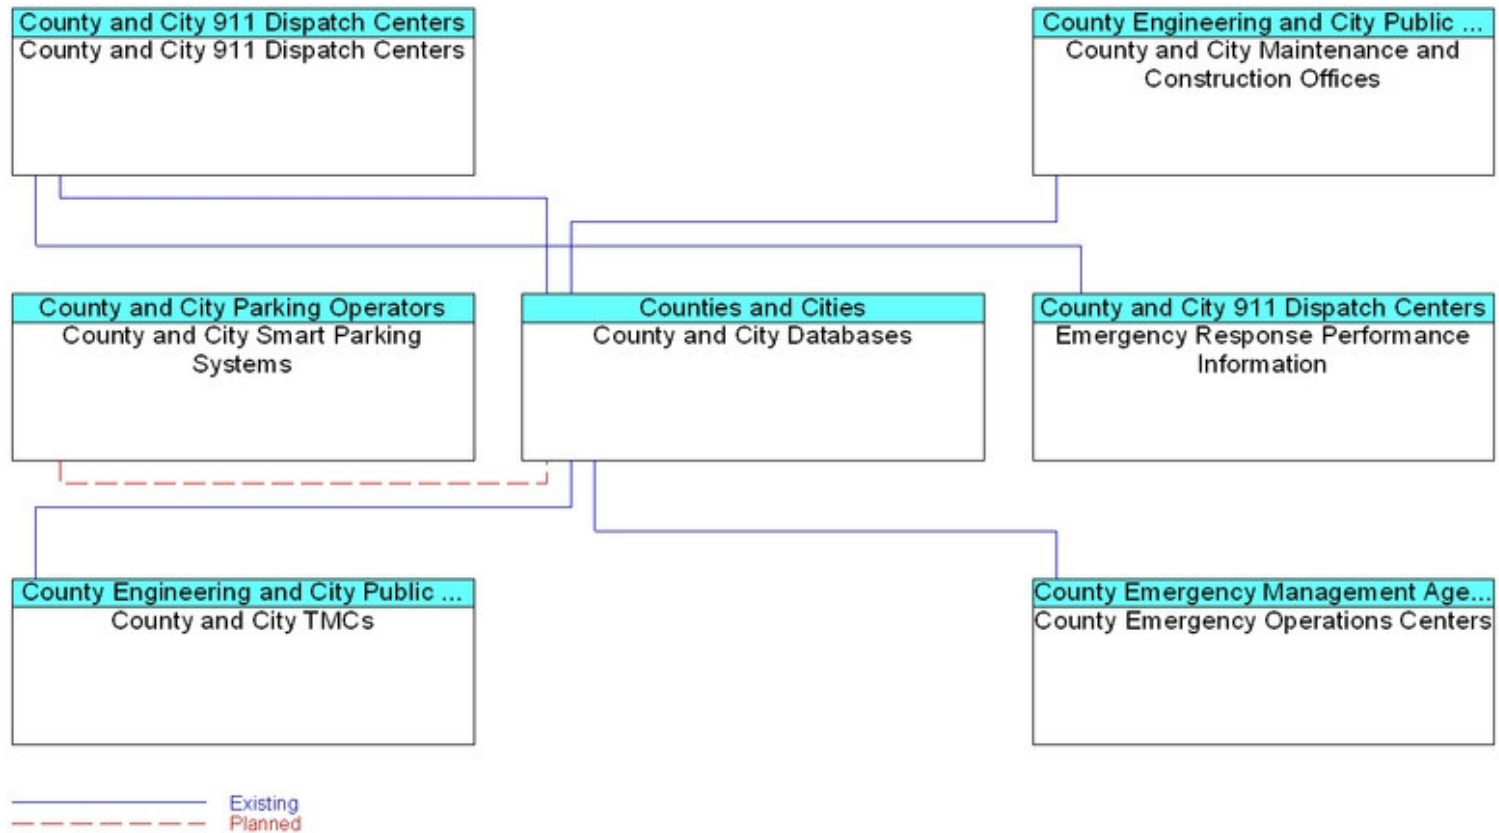 County and City 911 Dispatch Centers
County and City 911 Dispatch Centers
County Engineering and City Public ...
County and City Maintenance and
Construction Offices
County and City Parking Operators
County and City Smart Parking
Systems
Counties and Cities
County and City Databases
County and City 911 Dispatch Centers
Emergency Response Performance
Information
County Engineering and City Public ...
County and City TMCs
County Emergency Management Age...
County Emergency Operations Centers
Existing
Planned